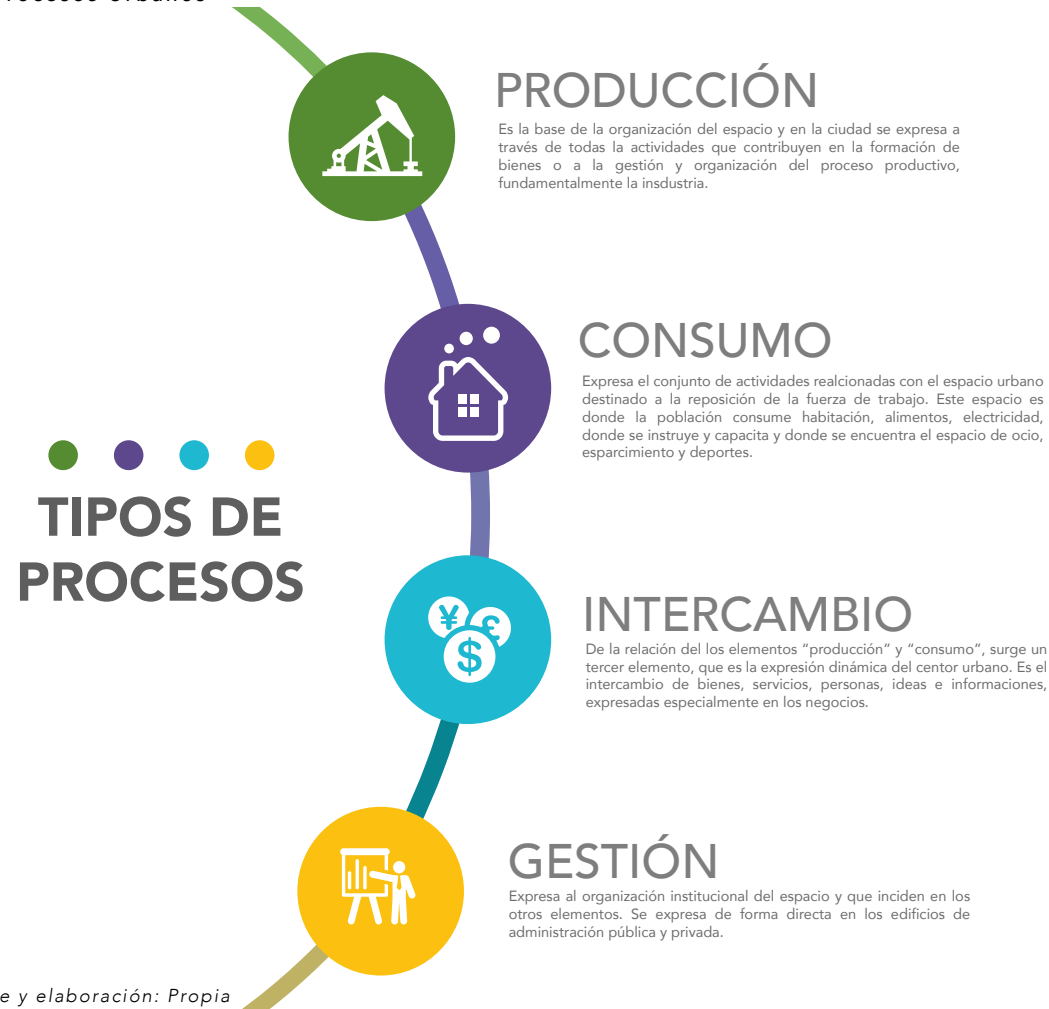 Procesos Urbanos
PRODUCCIÓN
Es la base de la organización del espacio y en la ciudad se expresa a
través de todas la actividades que contribuyen en la formación de
bienes o a la gestión y organización del proceso productivo,
fundamentalmente la insdustria.
CONSUMO
Expresa el conjunto de actividades realcionadas con el espacio urbano
destinado a la reposición de la fuerza de trabajo. Este espacio es
donde la población consume habitación, alimentos, electricidad,
donde se instruye y capacita y donde se encuentra el espacio de ocio,
esparcimiento y deportes.
TIPOS DE
PROCESOS
INTERCAMBIO
De la relación del los elementos “producción” y “consumo”, surge un
tercer elemento, que es la expresión dinámica del centor urbano. Es el
intercambio de bienes, servicios, personas, ideas e informaciones,
expresadas especialmente en los negocios.
¥ £
$
GESTIÓN
Expresa al organización institucional del espacio y que inciden en los
otros elementos. Se expresa de forma directa en los edificios de
administración pública y privada.
e y elaboración: Propia